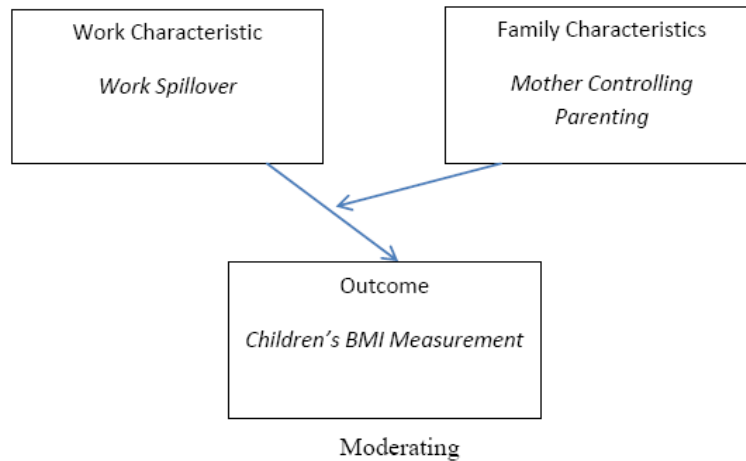 Work Characteristic
Work Spillover
Family Characteristics
Mother Controlling
Parenting
Outcome
Children’s BMI Measurement
Moderating